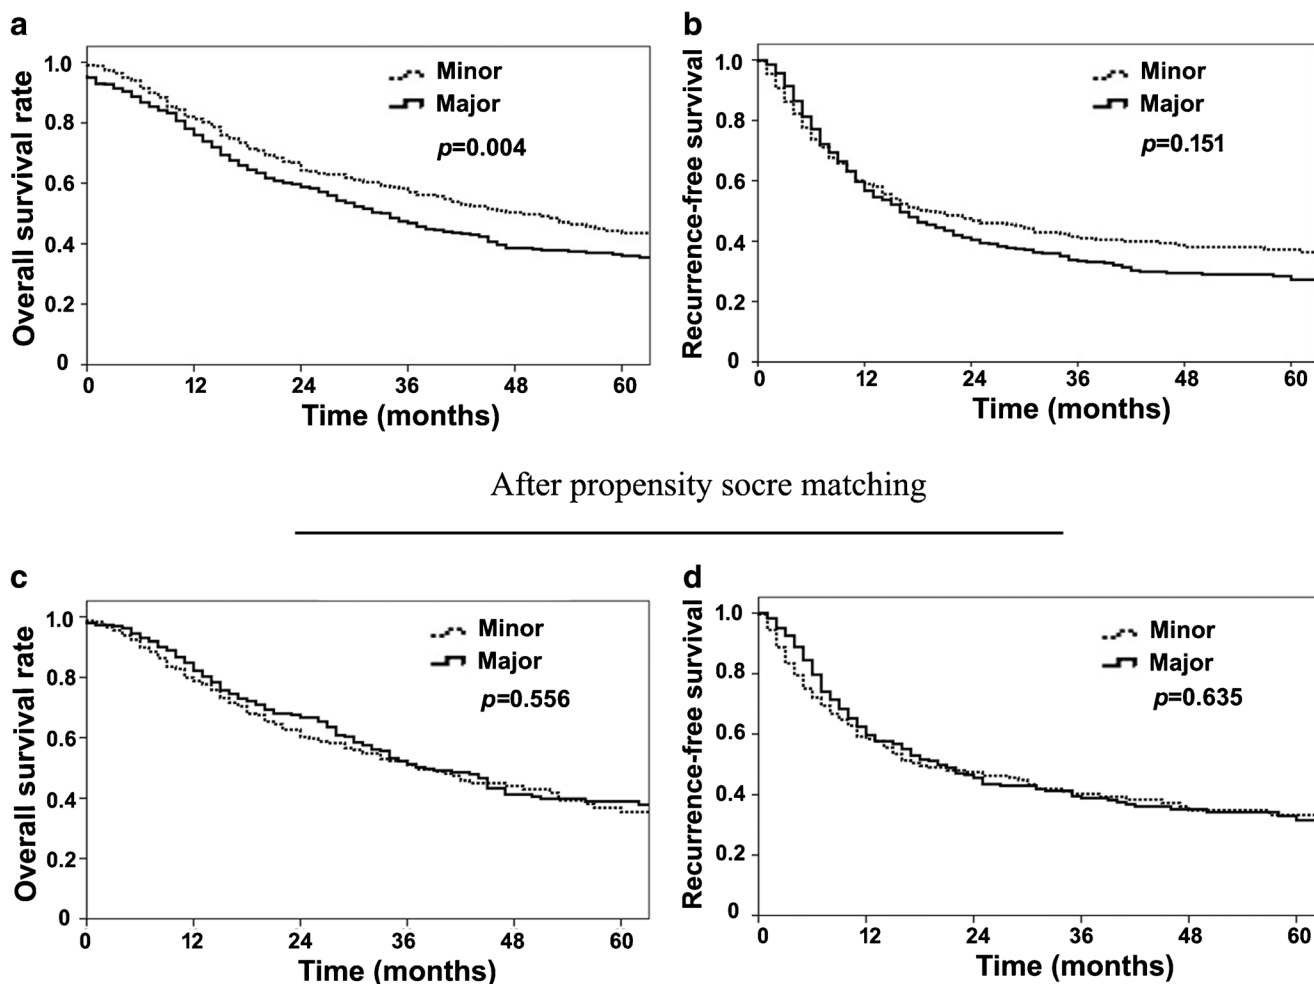 a
Overall survival rate
1.0
0.8
0.6
0.4
0.2
0
0 12 24 36 48 60
Time (months)
Minor
Major
p=0.004
b
Recurrence-free survival
1.0
0.8
0.6
0.4
0.2
0
0 12 24 36 48 60
Time (months)
Minor
Major
p=0.151
After propensity socre matching
c
Overall survival rate
1.0
0.8
0.6
0.4
0.2
0
0 12 24 36 48 60
Time (months)
Minor
Major
p=0.556
d
Recurrence-free survival
1.0
0.8
0.6
0.4
0.2
0
0 12 24 36 48 60
Time (months)
Minor
Major
p=0.635